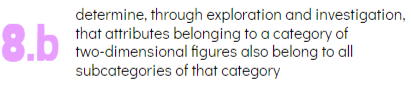 8.b
determine, through exploration and investigation,
that attributes belonging to a category of
two-dimensional figures also belong to all
subcategories of that category